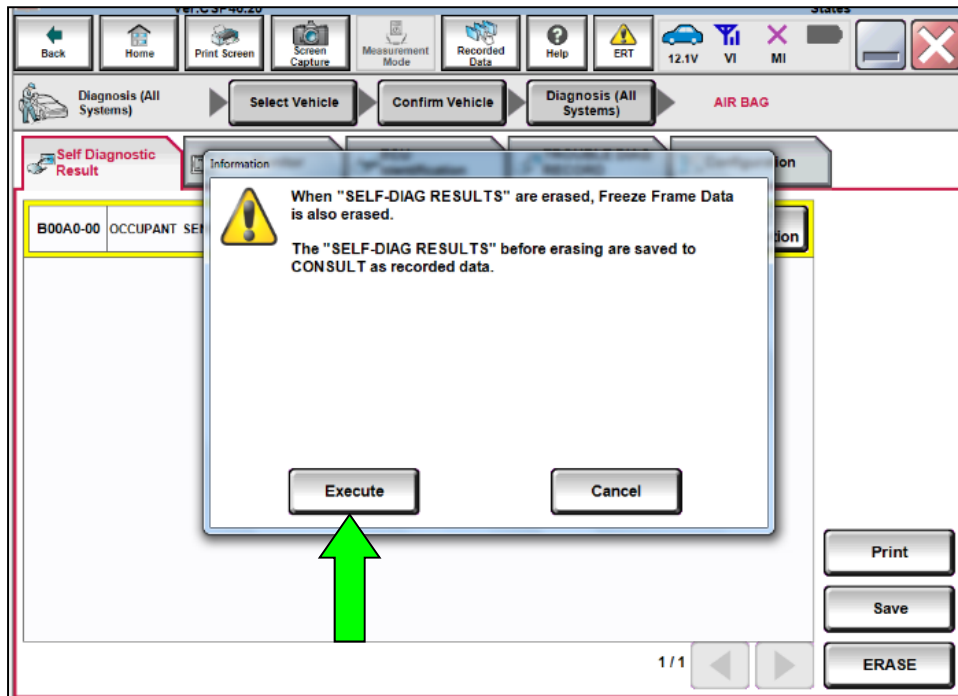 Back
Home
Print Screen
Screen
Capture
Measurement
Mode
Recorded
Data
Help
ERT
12.1V
VI
MI
Diagnosis (All
Systems)
Select Vehicle
Confirm Vehicle
Diagnosis (All
Systems)
AIR BAG
Self Diagnostic
Result
Information
When "SELF-DIAG RESULTS" are erased, Freeze Frame Data
is also erased.
The "SELF-DIAG RESULTS" before erasing are saved to
CONSULT as recorded data.
B00A0-00
OCCUPANT
Execute
Cancel
Print
Save
1/1
ERASE